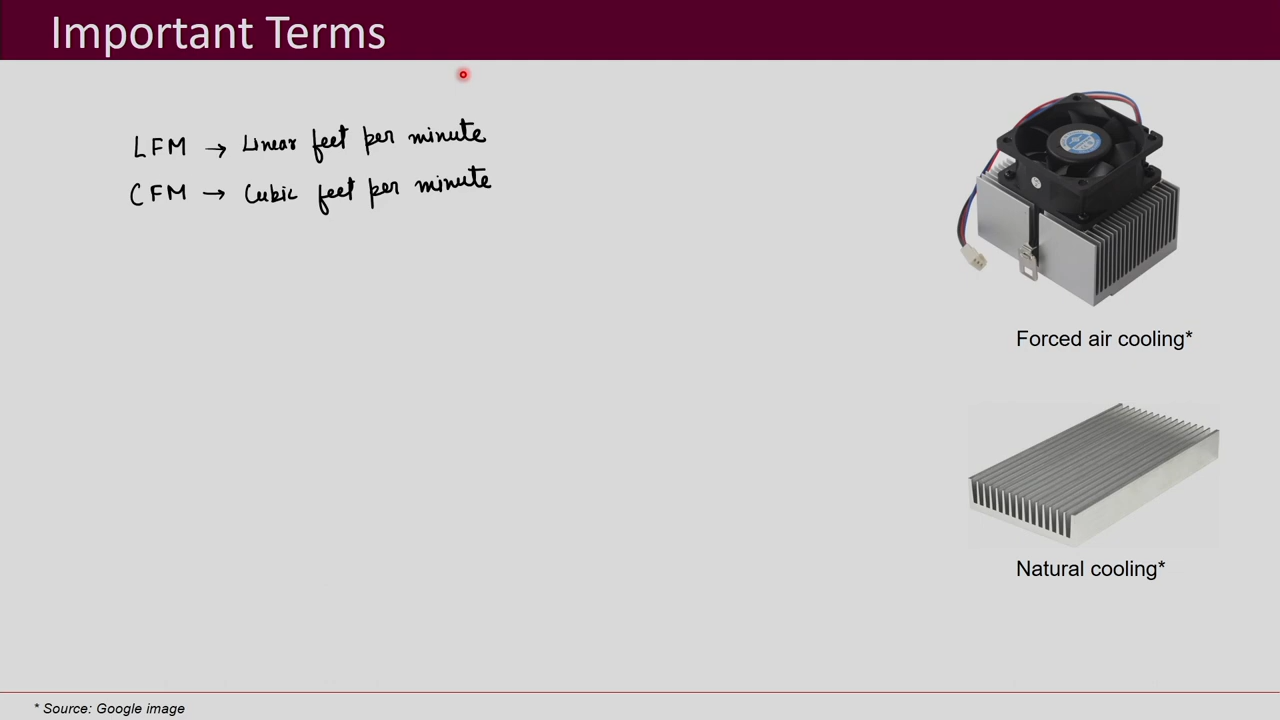 Important Terms
LFM → Linear feet per minute
CFM → Cubic feet per minute
Forced air cooling*
Natural cooling*
* Source: Google image